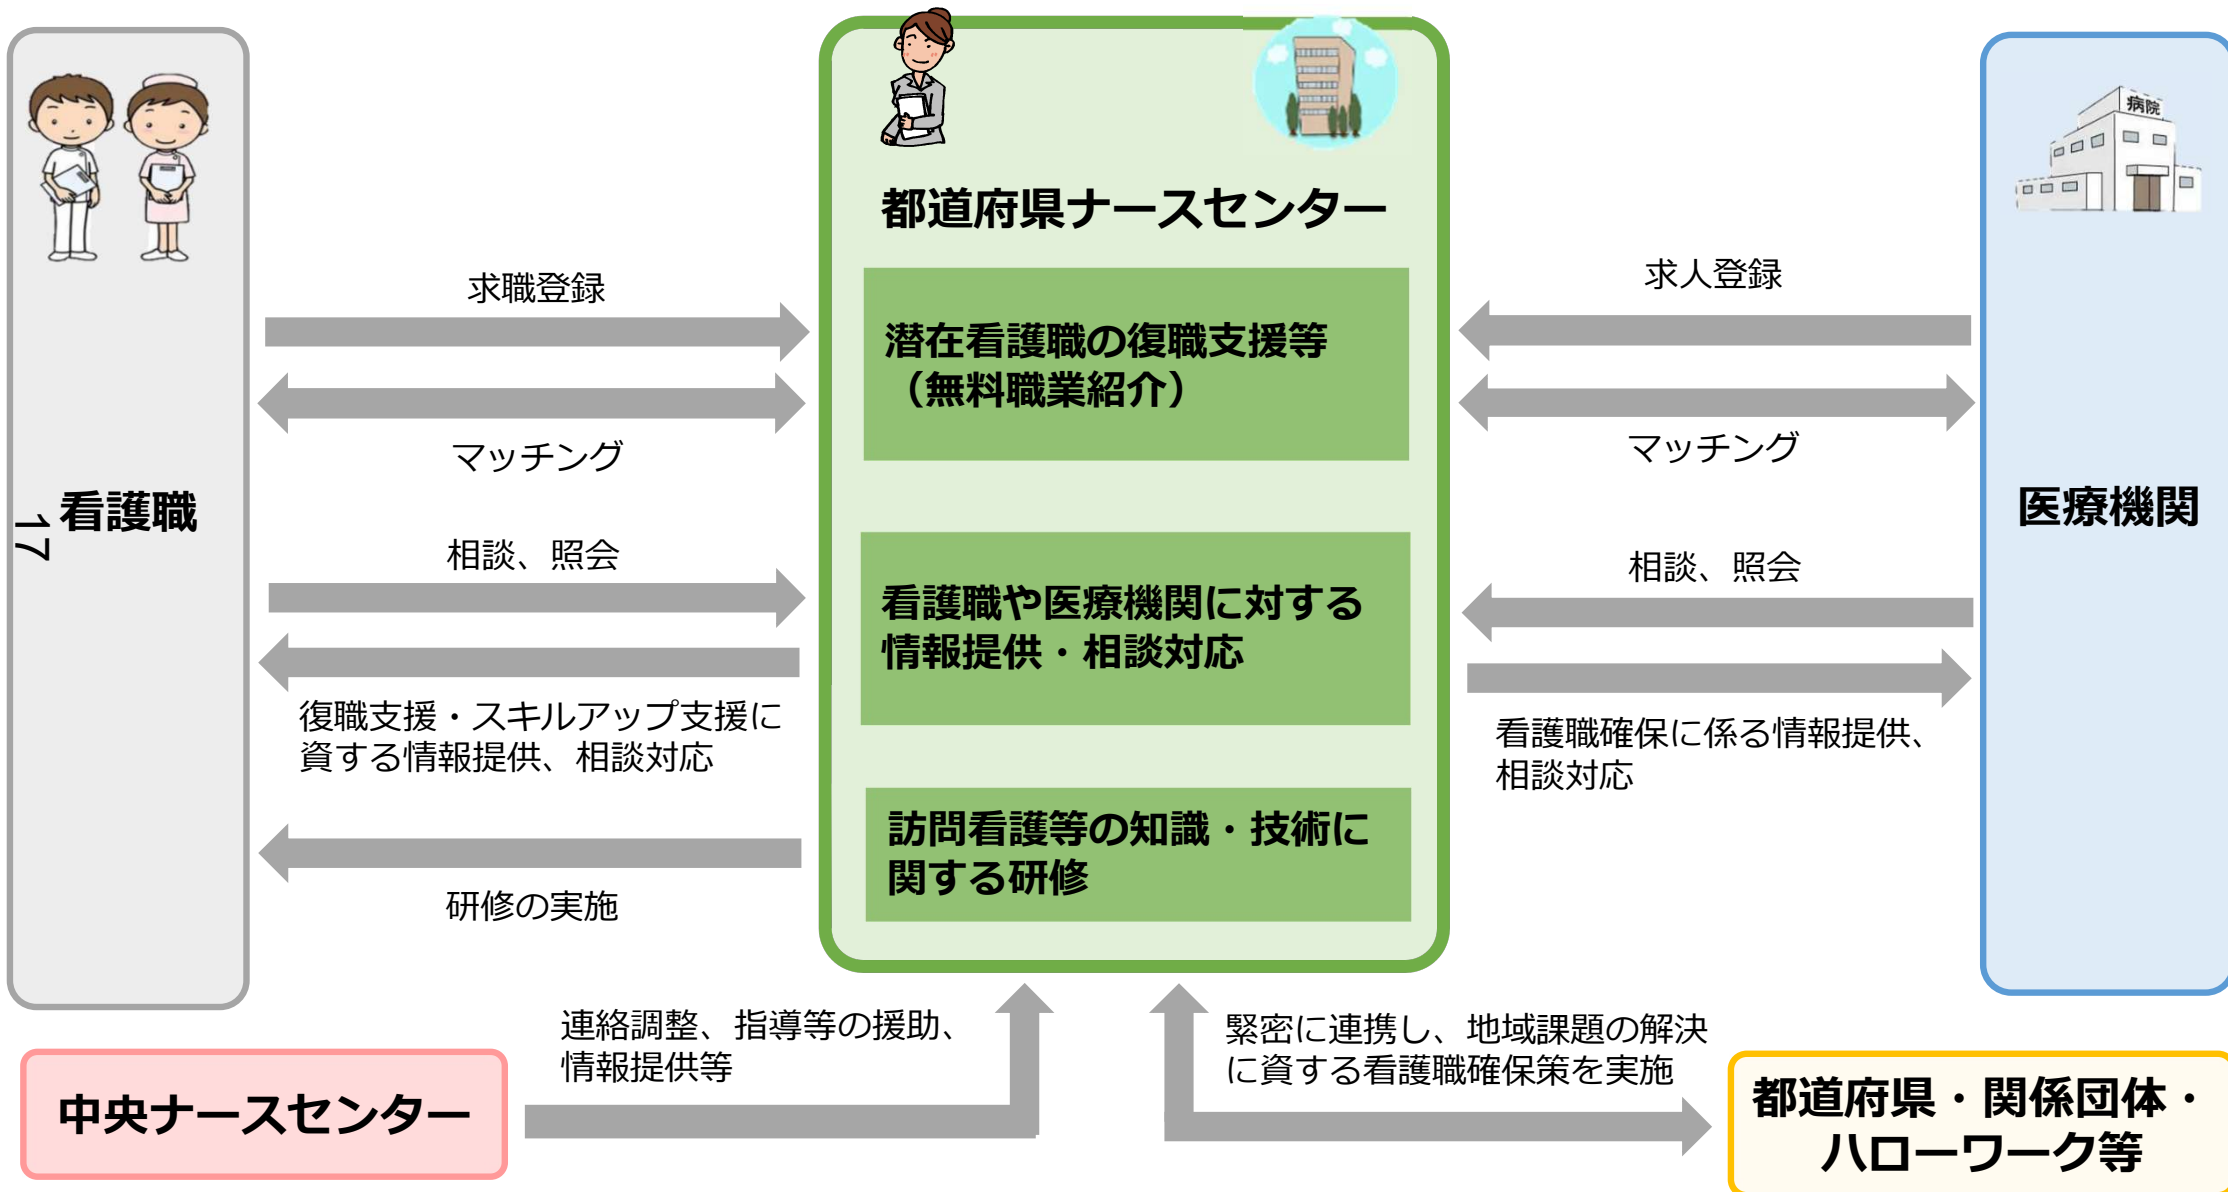 病院
都道府県ナースセンター
求職登録
マッチング
看護職
17
相談、照会
復職支援・スキルアップ支援に
資する情報提供、相談対応
研修の実施
潜在看護職の復職支援等
（無料職業紹介）
看護職や医療機関に対する
情報提供・相談対応
訪問看護等の知識・技術に
関する研修
求人登録
マッチング
医療機関
相談、照会
看護職確保に係る情報提供、
相談対応
連絡調整、指導等の援助、
情報提供等
緊密に連携し、地域課題の解決
に資する看護職確保策を実施
中央ナースセンター
都道府県・関係団体・
ハローワーク等